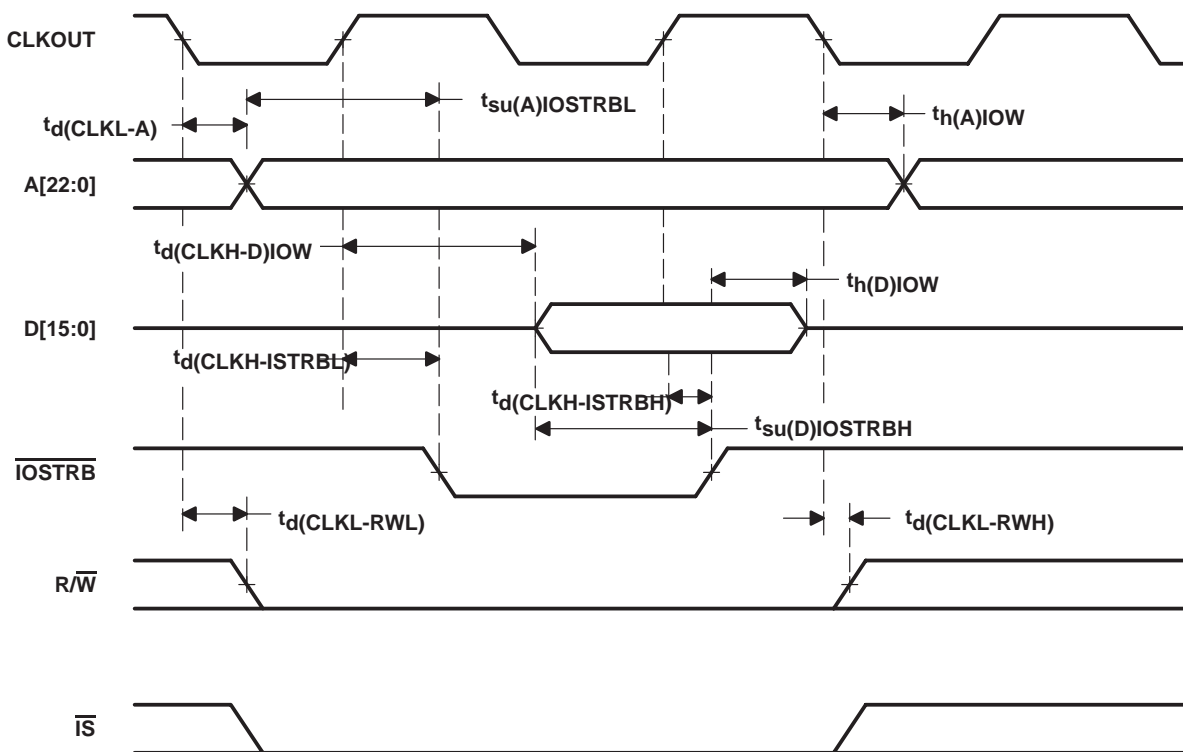 CLKOUT
tsu(A)IOSTRBL
td(CLKL-A)
th(A)IOW
A[22:0]
td(CLKH-D)IOW
th(D)IOW
D[15:0]
td(CLKH-ISTRBL)
td(CLKH-ISTRBH)
tsu(D)IOSTRBH
IOSTRB
td(CLKL-RWL)
td(CLKL-RWH)
R/W
IS